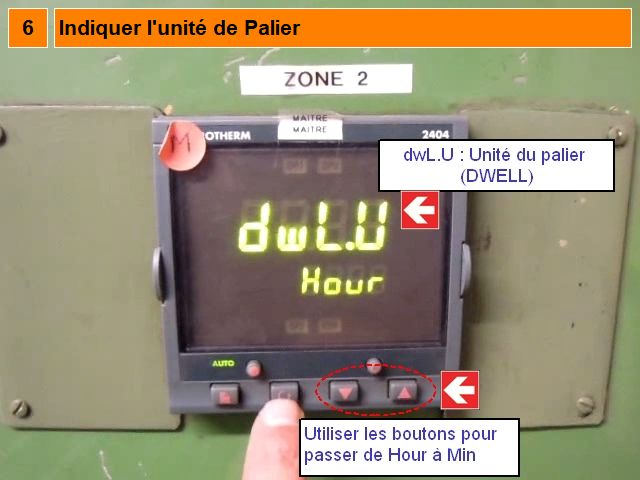 6 Indiquer l'unité de Palier
ZONE 2
MAITRE
MAITRE
M
ROTHERM 2404
dwL.U : Unité du palier
(DWELL)
dwL.U
Hour
AUTO
Utiliser les boutons pour
passer de Hour à Min